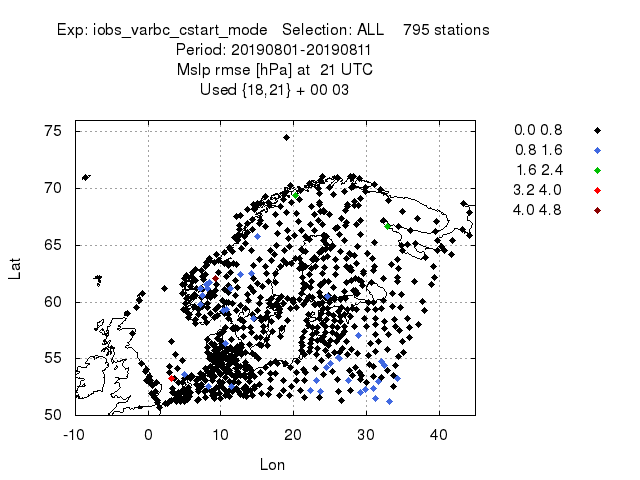 Exp: iobs_varbc_cstart_mode Selection: ALL 795 stations
Period: 20190801-20190811
Mslp rmse [hPa] at 21 UTC
Used {18,21} + 00 03
0.0 0.8
0.8 1.6
1.6 2.4
3.2 4.0
4.0 4.8
75
70
65
60
55
50
Lat
-10 0 10 20 30 40
Lon